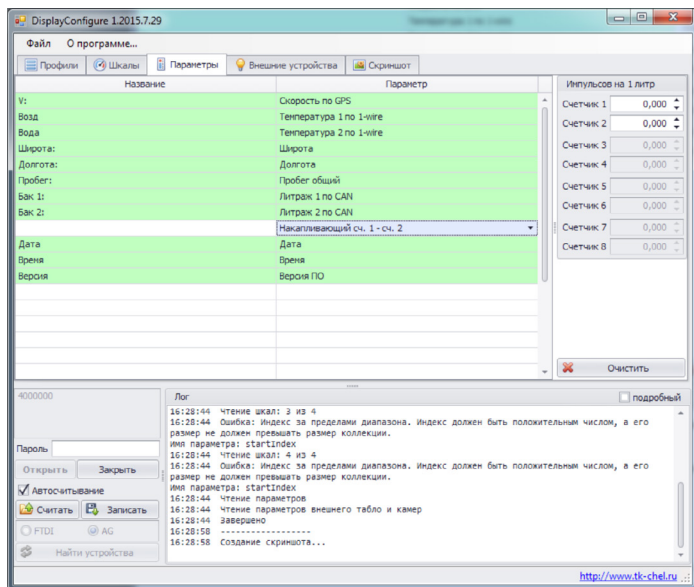 DisplayConfigure 1.2015.7.29
Файл О программе...
Профили Шкалы Параметры Внешние устройства Скриншот
Название Параметр
V: Скорость по GPS
Возд Температура 1 по 1-wire
Вода Температура 2 по 1-wire
Широта: Широта
Долгота: Долгота
Пробег: Пробег общий
Бак 1: Литраж 1 по CAN
Бак 2: Литраж 2 по CAN
Накапливающий сч. 1 - сч. 2
Дата Дата
Время Время
Версия Версия ПО
Импульсов на 1 литр
Счетчик 1 0,000
Счетчик 2 0,000
Счетчик 3 0,000
Счетчик 4 0,000
Счетчик 5 0,000
Счетчик 6 0,000
Счетчик 7 0,000
Счетчик 8 0,000
Очистить
4000000
Пароль
Открыть Закрыть
Автосчитывание
Считать Записать
FTDI AG
Найти устройства
Лог подробный
16:28:44 Чтение шкал: 3 из 4
16:28:44 Ошибка: Индекс за пределами диапазона. Индекс должен быть положительным числом, а его
размер не должен превышать размер коллекции.
Имя параметра: startIndex
16:28:44 Чтение шкал: 4 из 4
16:28:44 Ошибка: Индекс за пределами диапазона. Индекс должен быть положительным числом, а его
размер не должен превышать размер коллекции.
Имя параметра: startIndex
16:28:44 Чтение параметров
16:28:44 Чтение параметров внешнего табло и камер
16:28:44 Завершено
16:28:58 ------------------
16:28:58 Создание скриншота...
http://www.tk-chel.ru